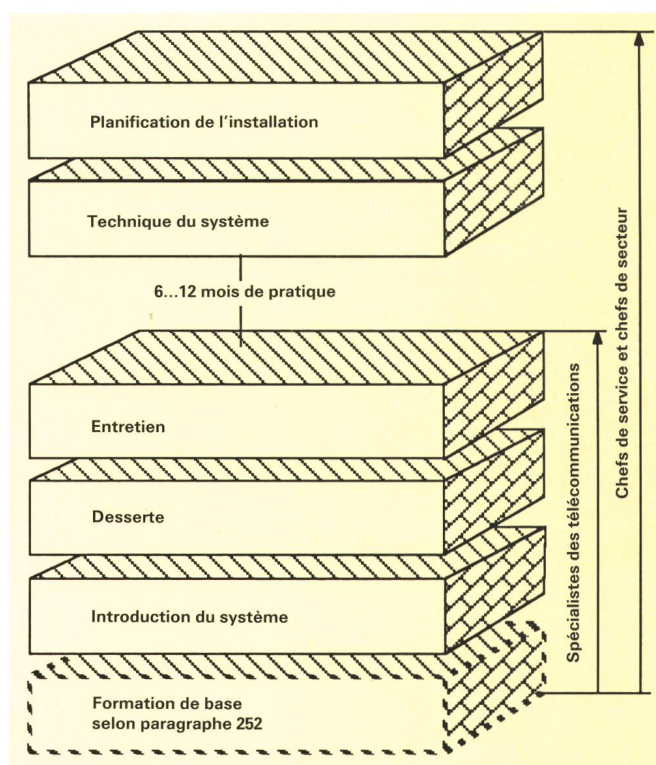 Planification de l'installation
Technique du système
6...12 mois de pratique
Entretien
Desserte
Introduction du système
Formation de base
selon paragraphe 252
Spécialistes des télécommunications
Chefs de service et chefs de secteur